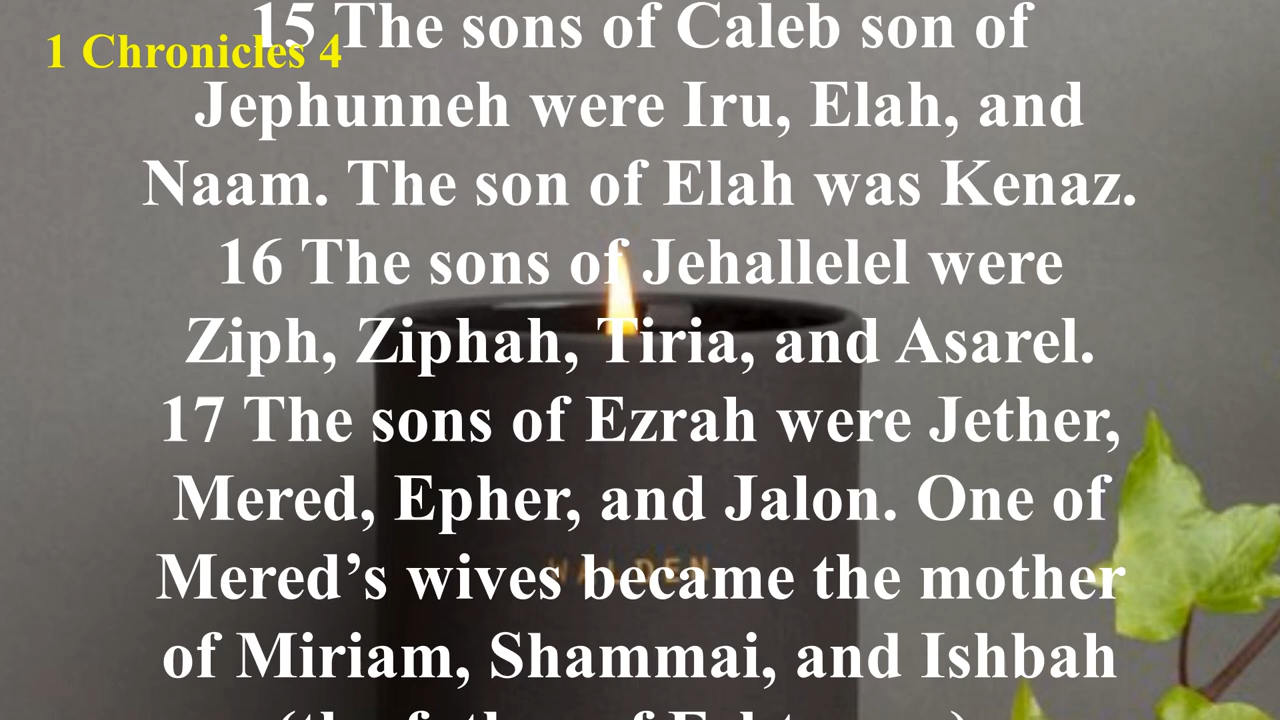 1 Chronicles 4
15 The sons of Caleb son of
Jephunneh were Iru, Elah, and
Naam. The son of Elah was Kenaz.
16 The sons of Jehallelel were
Ziph, Ziphah, Tiria, and Asarel.
17 The sons of Ezrah were Jether,
Mered, Epher, and Jalon. One of
Mered’s wives became the mother
of Miriam, Shammai, and Ishbah